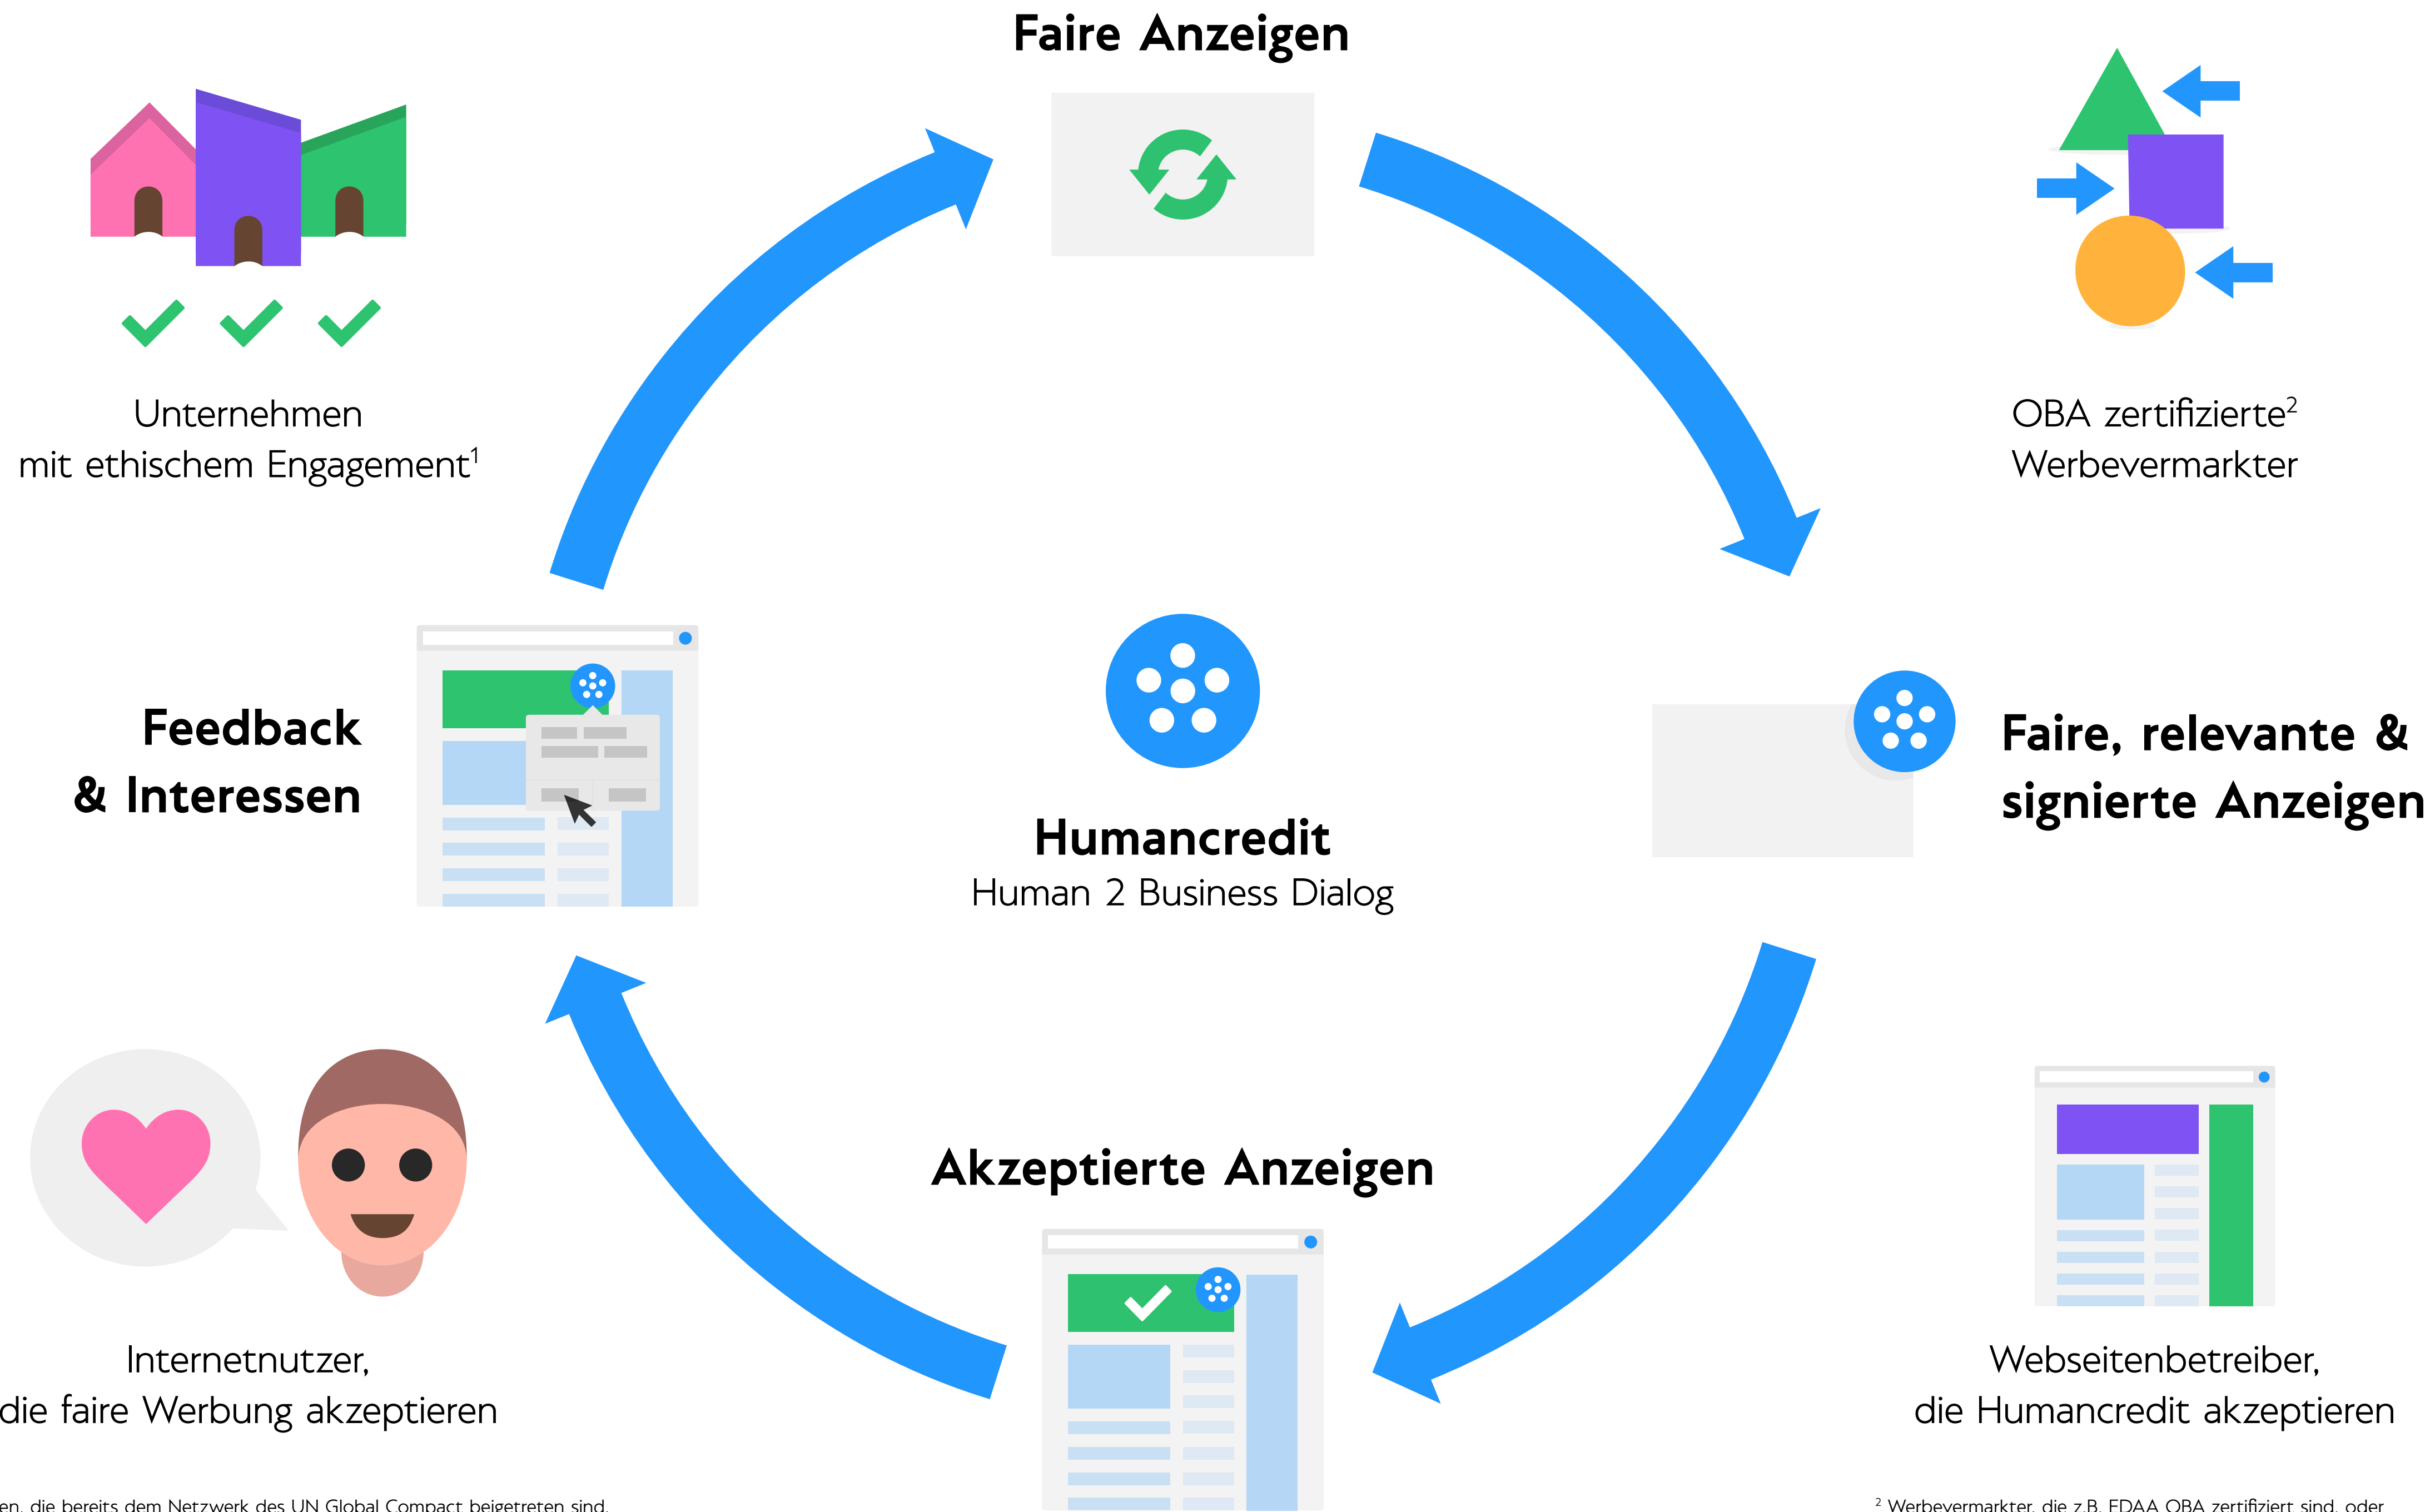 Faire Anzeigen
Unternehmen
mit ethischem Engagement¹
OBA zertifizierte²
Werbevermarkter
Feedback
& Interessen
Humancredit
Human 2 Business Dialog
Faire, relevante &
signierte Anzeigen
Akzeptierte Anzeigen
Internetnutzer,
die faire Werbung akzeptieren
Webseitenbetreiber,
die Humancredit akzeptieren
die bereits dem Netzwerk des UN Global Compact beigetreten sind.
² Werbevermarkter, die z.B. EDAA OBA zertifiziert sind, oder